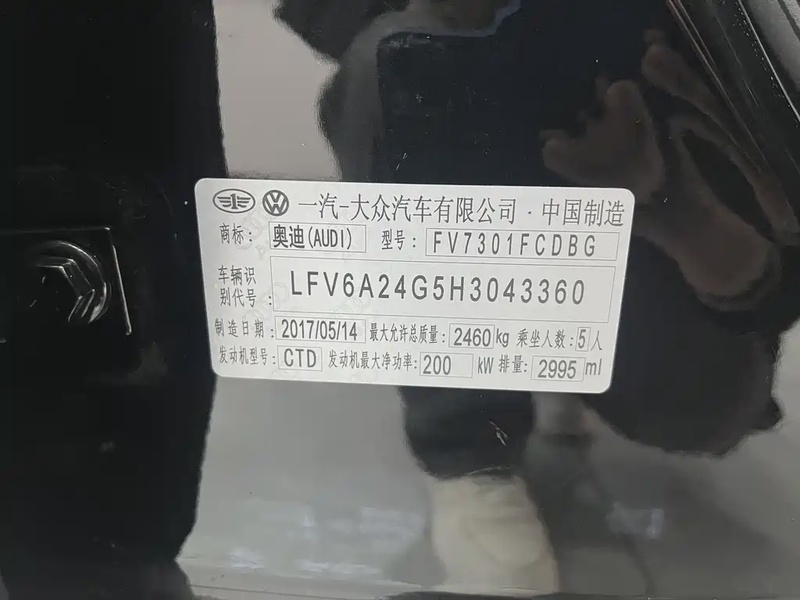 一汽-大众汽车有限公司·中国制造
商标: 奥迪(AUDI) 型号: FV7301FCDBG
车辆识别代号: LFV6A24G5H3043360
制造日期: 2017/05/14 最大允许总质量: 2460kg 乘坐人数: 5人
发动机型号: CTD 发动机最大净功率: 200 kW 排量: 2995 ml